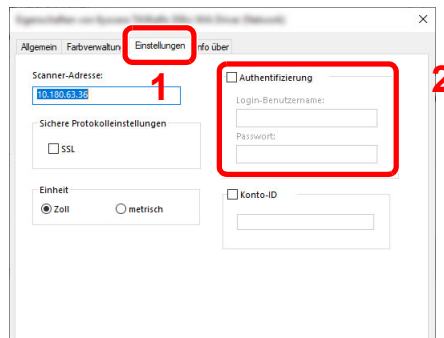 Allgemein Farbverwaltun Einstellungen nfo über
1
2
Scanner-Adresse:
10.180.63.36
Sichere Protokolleinstellungen
SSL
Einheit
Zoll metrisch
Authentifizierung
Login-Benutzername:
Passwort:
Konto-ID